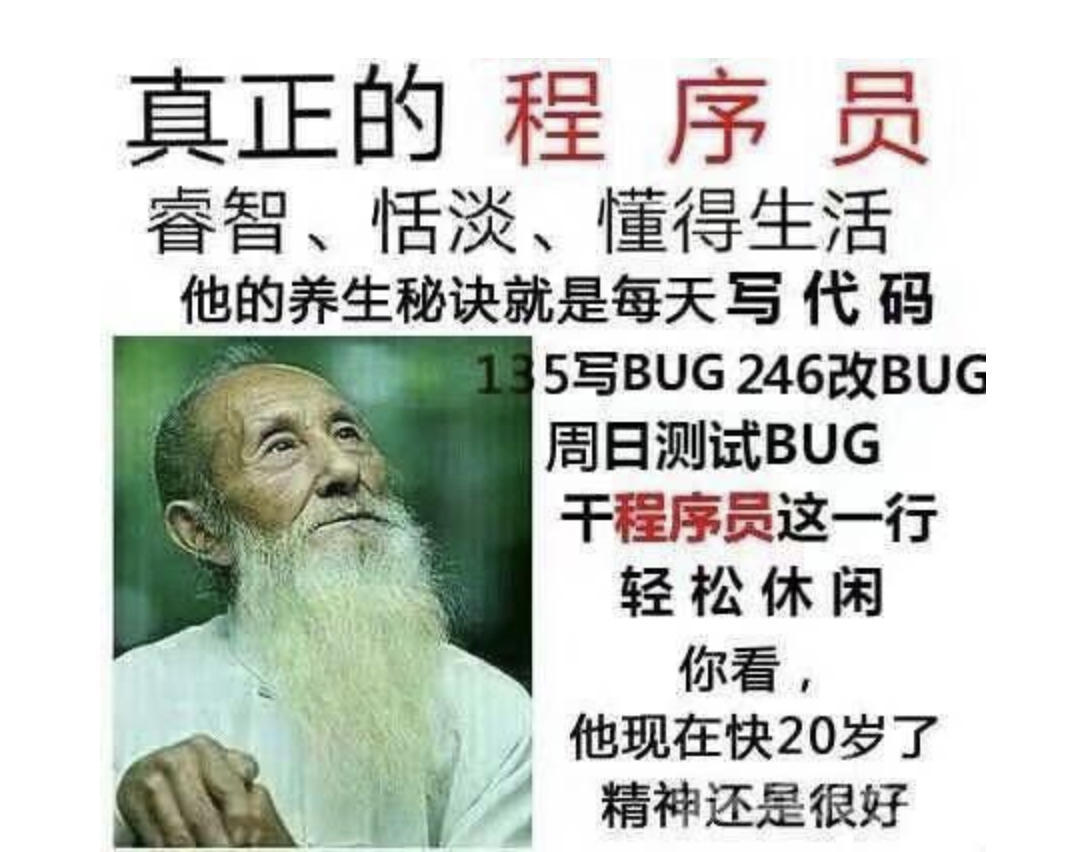 真正的 程 序 员
睿智、恬淡、懂得生活
他的养生秘诀就是每天写 代 码
135写BUG 246改BUG
周日测试BUG
干程序员这一行
轻 松 休 闲
你看，
他现在快20岁了
精神还是很好